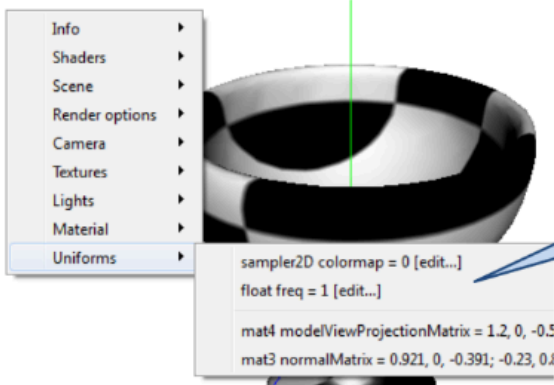 Info
Shaders
Scene
Render options
Camera
Textures
Lights
Material
Uniforms
sampler2D colormap = 0 [edit...]
float freq = 1 [edit...]
mat4 modelViewProjectionMatrix = 1.2, 0, -0.5
mat3 normalMatrix = 0.921, 0, -0.391; -0.23, 0.8